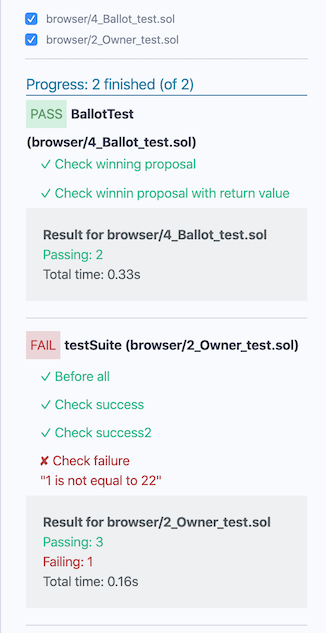 browser/4_Ballot_test.sol
browser/2_Owner_test.sol
Progress: 2 finished (of 2)
PASS BallotTest
(browser/4_Ballot_test.sol)
✓ Check winning proposal
✓ Check winnin proposal with return value
Result for browser/4_Ballot_test.sol
Passing: 2
Total time: 0.33s
FAIL testSuite (browser/2_Owner_test.sol)
✓ Before all
✓ Check success
✓ Check success2
✘ Check failure
"1 is not equal to 22"
Result for browser/2_Owner_test.sol
Passing: 3
Failing: 1
Total time: 0.16s